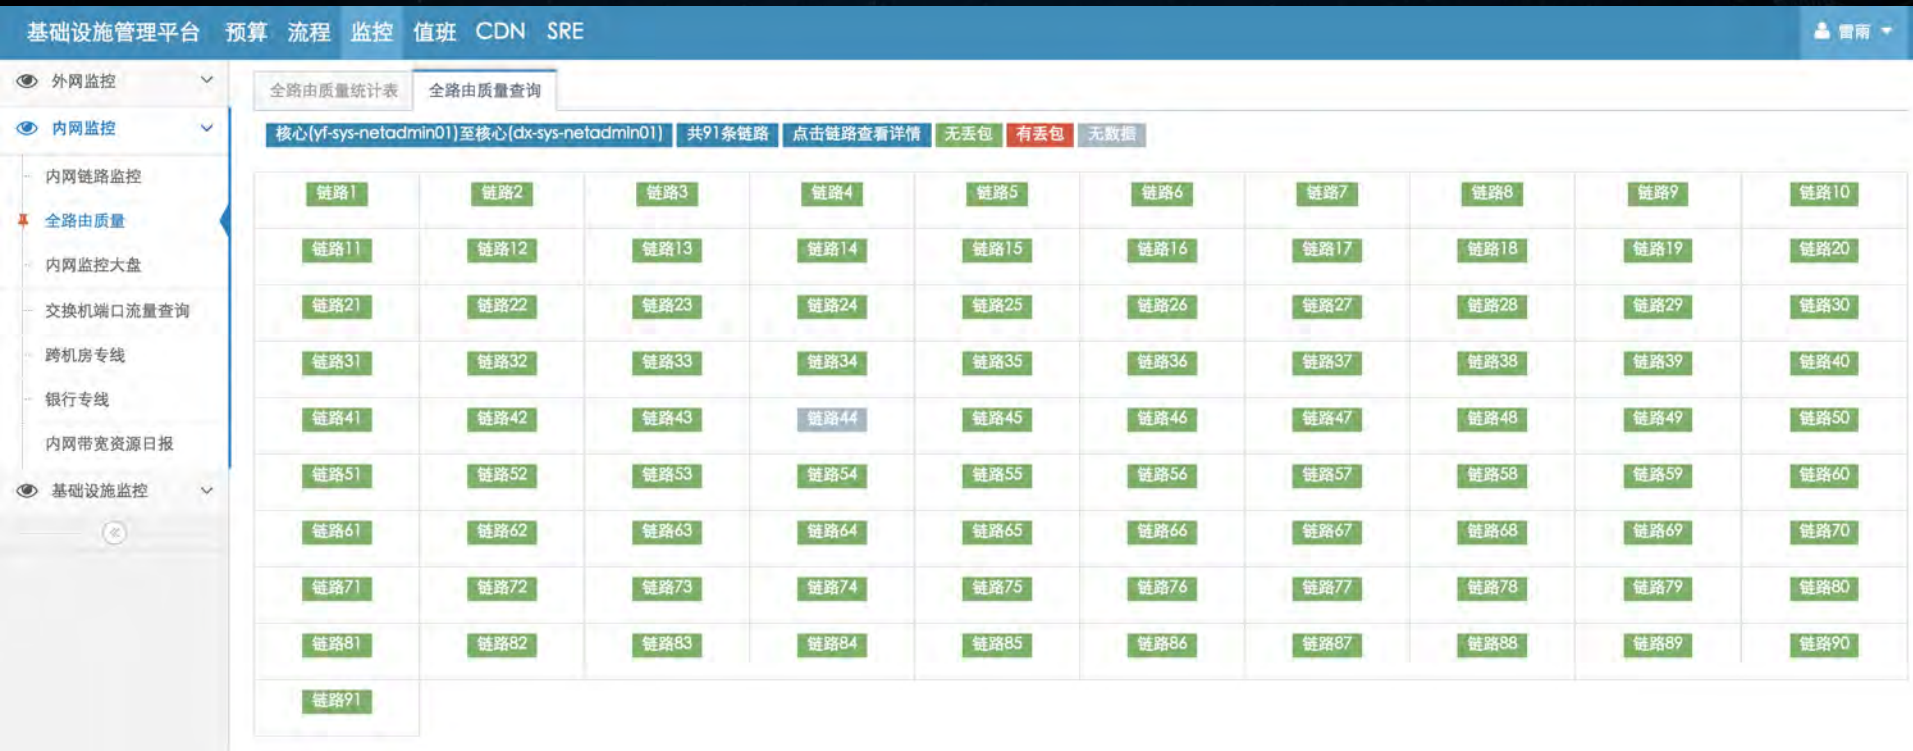 基础设施管理平台 预算 流程 监控 值班 CDN SRE 雷雨
外网监控
内网监控
内网链路监控
全路由质量
内网监控大盘
交换机端口流量查询
跨机房专线
银行专线
内网带宽资源日报
基础设施监控
全路由质量统计表 全路由质量查询
核心(yf-sys-netadmin01)至核心(dx-sys-netadmin01) 共91条链路 点击链路查看详情 无丢包 有丢包 无数据
链路1 链路2 链路3 链路4 链路5 链路6 链路7 链路8 链路9 链路10
链路11 链路12 链路13 链路14 链路15 链路16 链路17 链路18 链路19 链路20
链路21 链路22 链路23 链路24 链路25 链路26 链路27 链路28 链路29 链路30
链路31 链路32 链路33 链路34 链路35 链路36 链路37 链路38 链路39 链路40
链路41 链路42 链路43 链路44 链路45 链路46 链路47 链路48 链路49 链路50
链路51 链路52 链路53 链路54 链路55 链路56 链路57 链路58 链路59 链路60
链路61 链路62 链路63 链路64 链路65 链路66 链路67 链路68 链路69 链路70
链路71 链路72 链路73 链路74 链路75 链路76 链路77 链路78 链路79 链路80
链路81 链路82 链路83 链路84 链路85 链路86 链路87 链路88 链路89 链路90
链路91